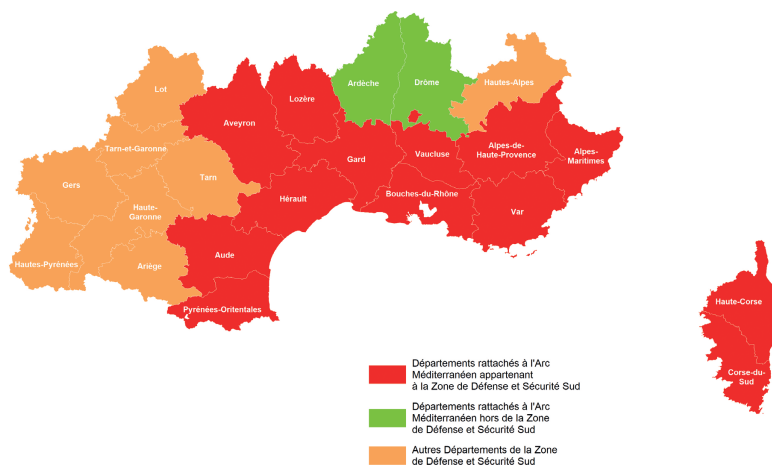 Lot
Ardèche
Drôme
Hautes-Alpes
Lozère
Aveyron
Tarn-et-Garonne
Gard
Vaucluse
Alpes-de-
Haute-Provence
Alpes-
Maritimes
Tarn
Gers
Hérault
Bouches-du-Rhône
Haute-
Garonne
Var
Aude
Hautes-Pyrénées
Ariège
Pyrénées-Oritentales
Haute-Corse
Corse-du-
Sud
Départements rattachés à l'Arc
Méditerranéen appartenant
à la Zone de Défense et Sécurité Sud
Départements rattachés à l'Arc
Méditerranéen hors de la Zone
de Défense et Sécurité Sud
Autres Départements de la Zone
de Défense et Sécurité Sud